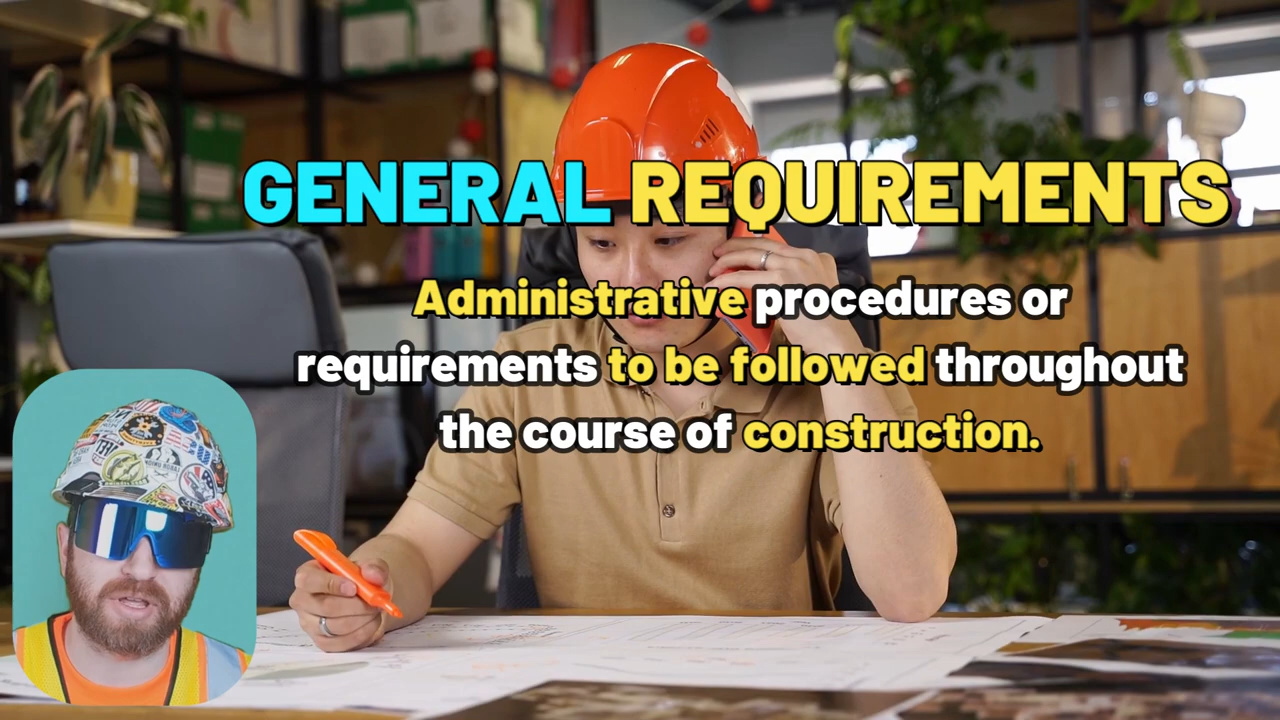 GENERAL REQUIREMENTS
Administrative procedures or
requirements to be followed throughout
the course of construction.